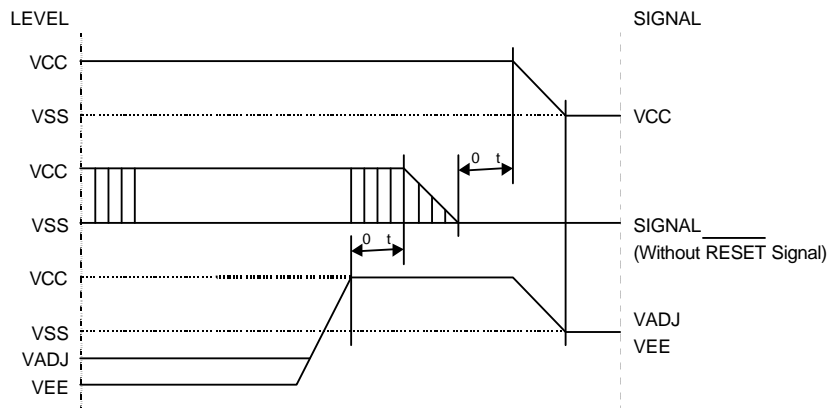 LEVEL
SIGNAL
VCC
VSS
VCC
0 t
VCC
VSS
SIGNAL
(Without RESET Signal)
0 t
VCC
VSS
VADJ
VADJ
VEE
VEE